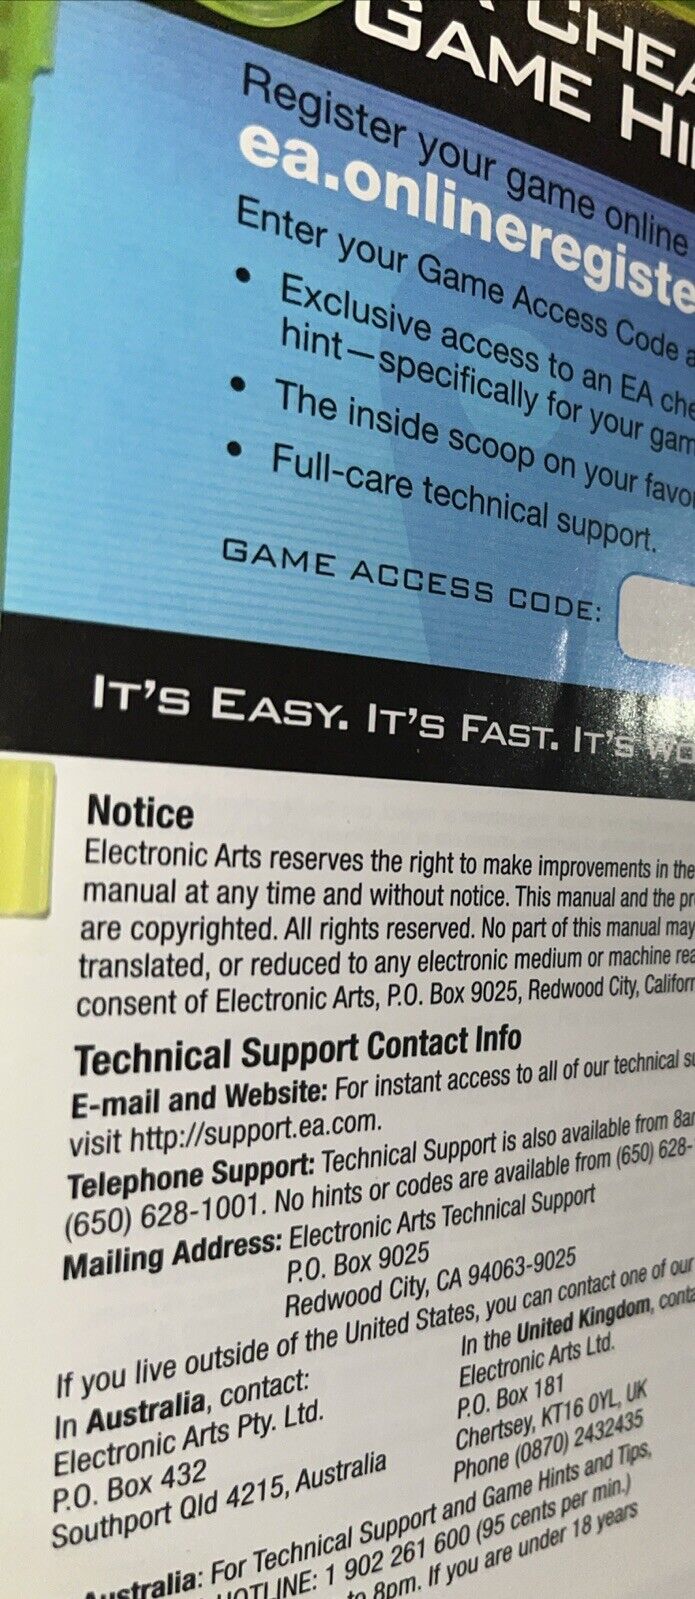 CHEA
GAME HI
Register your game online
ea.onlineregiste
Enter your Game Access Code a
• Exclusive access to an EA che
hint—specifically for your gam
• The inside scoop on your favo
• Full-care technical support.
GAME ACCESS CODE:
IT'S EASY. IT'S FAST. IT'S WO
Notice
Electronic Arts reserves the right to make improvements in the
manual at any time and without notice. This manual and the pr
are copyrighted. All rights reserved. No part of this manual may
translated, or reduced to any electronic medium or machine rea
consent of Electronic Arts, P.O. Box 9025, Redwood City, Californ
Technical Support Contact Info
E-mail and Website: For instant access to all of our technical su
visit http://support.ea.com.
Telephone Support: Technical Support is also available from 8am
(650) 628-1001. No hints or codes are available from (650) 628-
Mailing Address: Electronic Arts Technical Support
P.O. Box 9025
Redwood City, CA 94063-9025
If you live outside of the United States, you can contact one of our
In Australia, contact:
Electronic Arts Pty. Ltd.
P.O. Box 432
Southport Qld 4215, Australia
In the United Kingdom, conta
Electronic Arts Ltd.
P.O. Box 181
Chertsey, KT16 0YL, UK
Phone (0870) 2432435
Australia: For Technical Support and Game Hints and Tips,
HOTLINE: 1 902 261 600 (95 cents per min.)
to 8pm. If you are under 18 years